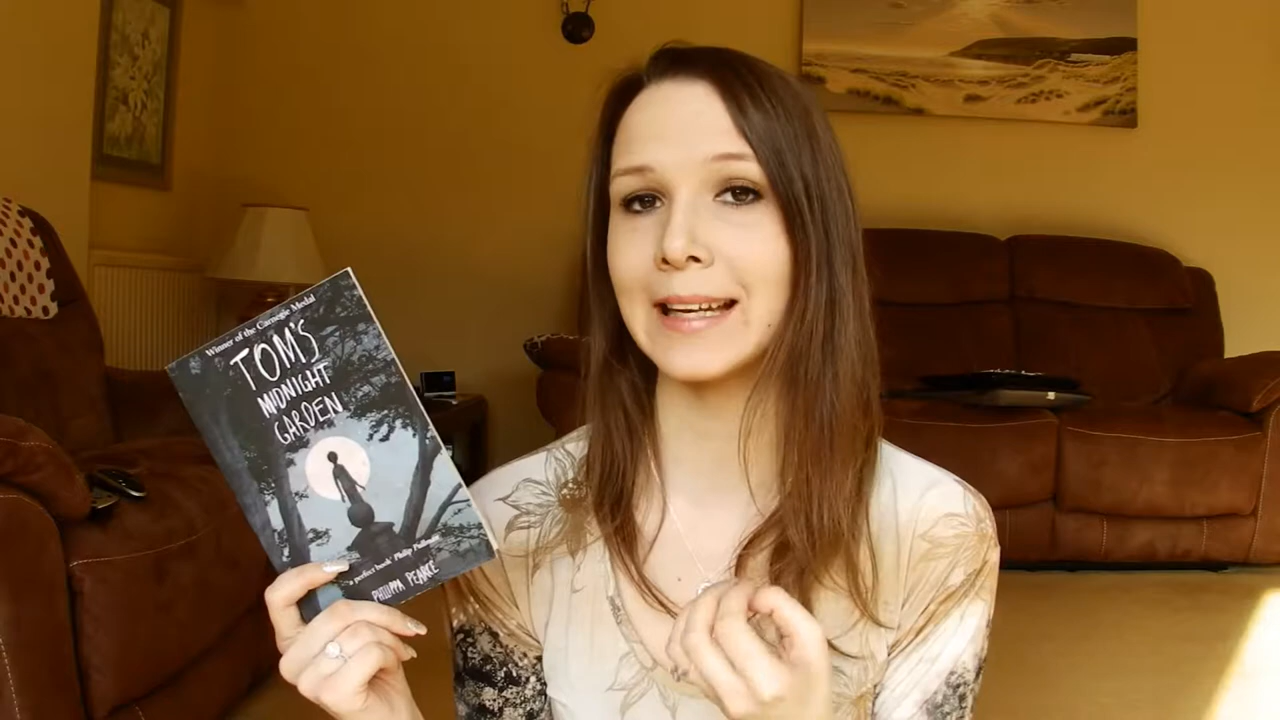 Winner of the Carnegie Medal
TOM'S
MIDNIGHT
GARDEN
'a perfect book' Philip Pullman
PHILIPPA PEARCE